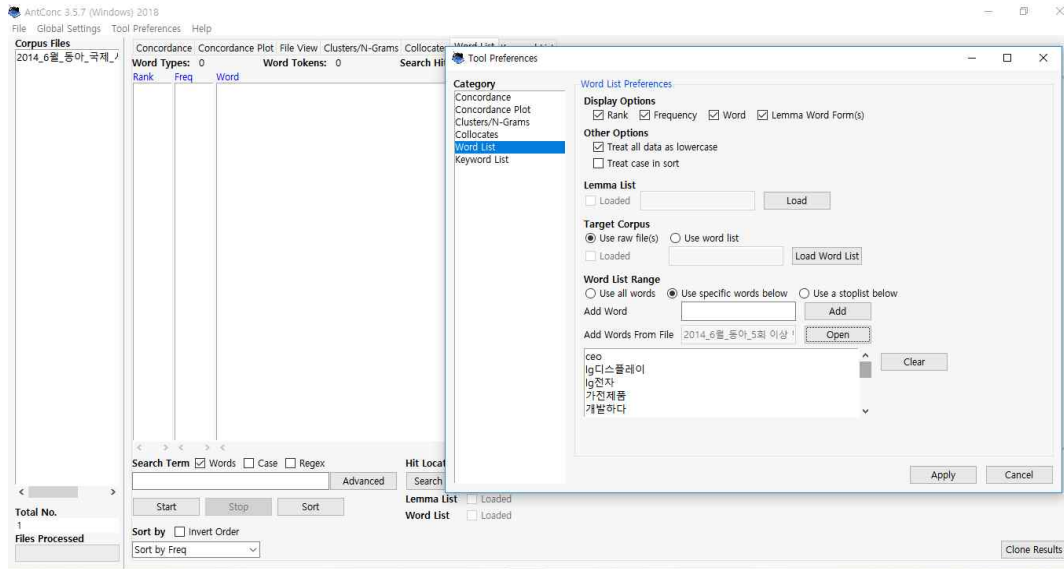 AntConc 3.5.7 (Windows) 2018
File Global Settings Tool Preferences Help
Corpus Files
2014_6월_동아_국제_
Concordance Concordance Plot File View Clusters/N-Grams Collocate
Word Types: 0 Word Tokens: 0 Search Hi
Rank Freq Word
Search Term Words Case Regex Hit Locat
Advanced Search
Start Stop Sort
Lemma List Loaded
Word List Loaded
Sort by Invert Order
Sort by Freq
Clone Results
Total No.
1
Files Processed
Tool Preferences
Category
Concordance
Concordance Plot
Clusters/N-Grams
Collocates
Word List
Keyword List
Word List Preferences
Display Options
Rank Frequency Word Lemma Word Form(s)
Other Options
Treat all data as lowercase
Treat case in sort
Lemma List
Loaded Load
Target Corpus
Use raw file(s) Use word list
Loaded Load Word List
Word List Range
Use all words Use specific words below Use a stoplist below
Add Word Add
Add Words From File 2014_6월_동아_5회 이상 Open
ceo
lg디스플레이
lg전자
가전제품
개발하다
Clear
Apply Cancel